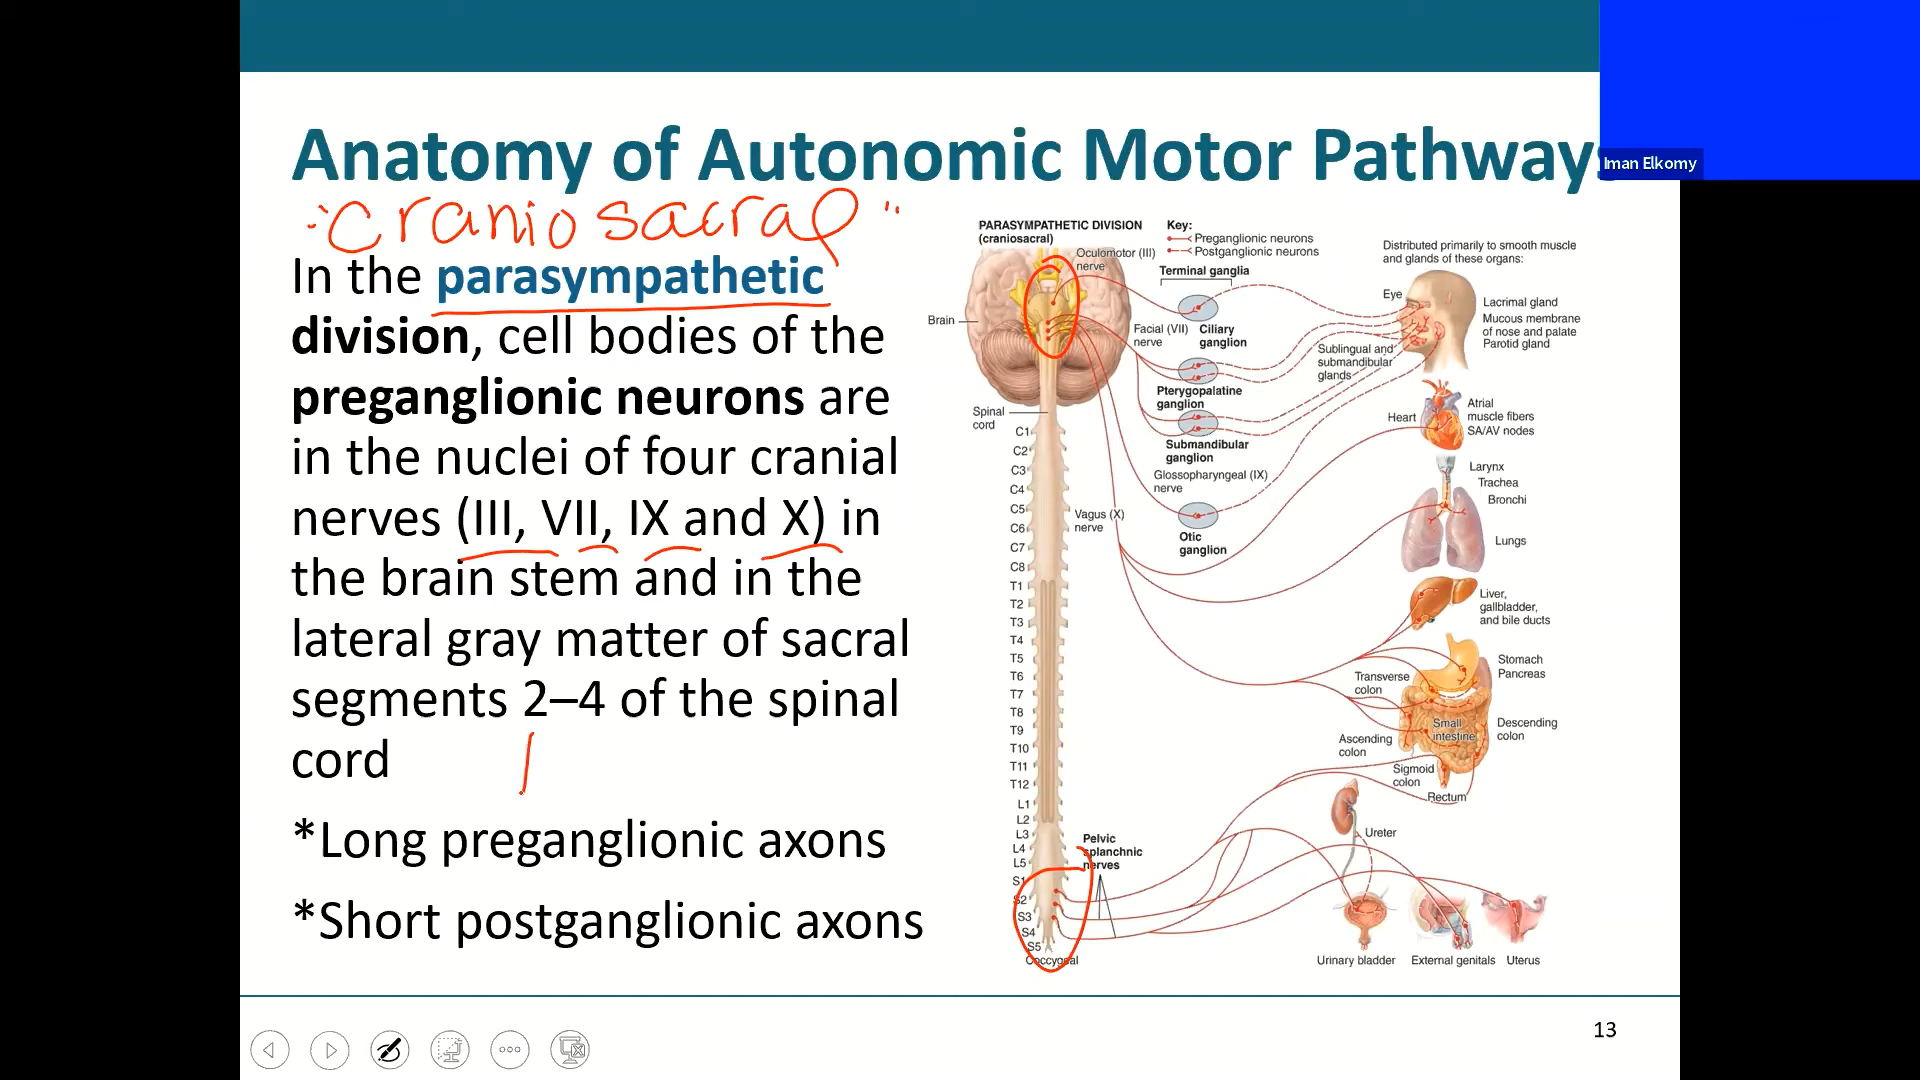 Anatomy of Autonomic Motor Pathways
Iman Elkomy
"Craniosacral"
In the parasympathetic
division, cell bodies of the
preganglionic neurons are
in the nuclei of four cranial
nerves (III, VII, IX and X) in
the brain stem and in the
lateral gray matter of sacral
segments 2–4 of the spinal
cord
*Long preganglionic axons
*Short postganglionic axons
PARASYMPATHETIC DIVISION
(craniosacral)
Key:
Preganglionic neurons
Postganglionic neurons
Distributed primarily to smooth muscle
and glands of these organs:
Oculomotor (III)
nerve
Terminal ganglia
Eye
Lacrimal gland
Mucous membrane
of nose and palate
Parotid gland
Brain
Facial (VII)
nerve
Ciliary
ganglion
Sublingual and
submandibular
glands
Pterygopalatine
ganglion
Spinal
cord
Heart
Atrial
muscle fibers
SA/AV nodes
Submandibular
ganglion
Glossopharyngeal (IX)
nerve
Larynx
Trachea
Bronchi
Vagus (X)
nerve
Otic
ganglion
Lungs
C1
C2
C3
C4
C5
C6
C7
C8
T1
T2
T3
T4
T5
T6
T7
T8
T9
T10
T11
T12
L1
L2
L3
L4
L5
S1
S2
S3
S4
S5
Coccygeal
Liver,
gallbladder,
and bile ducts
Stomach
Pancreas
Transverse
colon
Small
intestine
Descending
colon
Ascending
colon
Sigmoid
colon
Rectum
Ureter
Pelvic
splanchnic
nerves
Urinary bladder
External genitals
Uterus
13